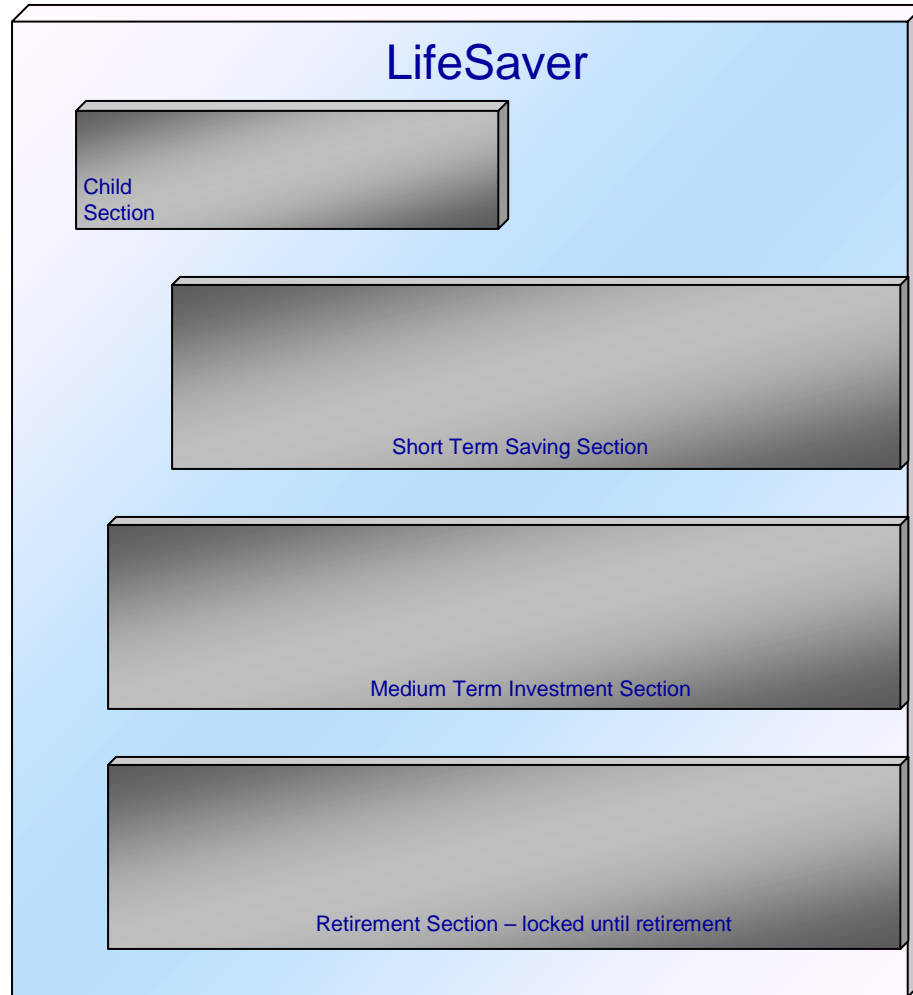 LifeSaver
Child
Section
Short Term Saving Section
Medium Term Investment Section
Retirement Section – locked until retirement